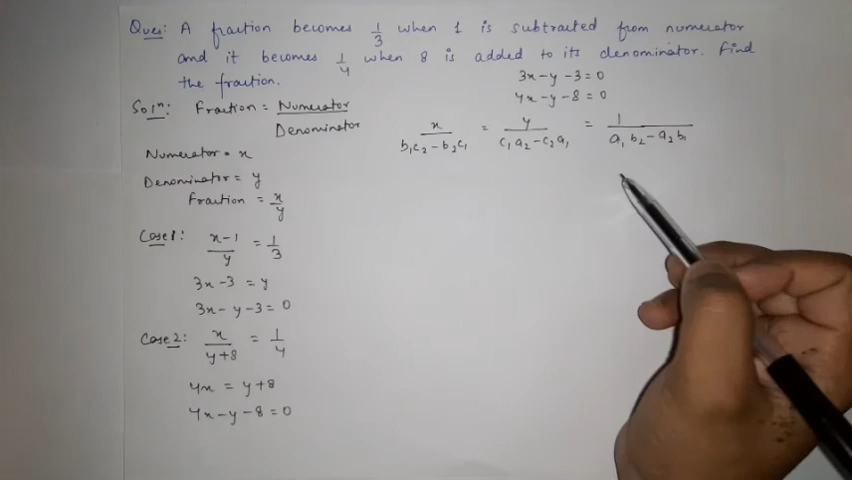 Ques: A fraction becomes 1/3 when 1 is subtracted from numerator
and it becomes 1/4 when 8 is added to its denominator. Find
the fraction.
Soln: Fraction = Numerator/Denominator
Numerator = x
Denominator = y
Fraction = x/y
Case 1: x-1/y = 1/3
3x-3 = y
3x-y-3=0
Case 2: x/y+8 = 1/4
4x = y+8
4x-y-8=0
3x-y-3=0
4x-y-8=0
x/b₁c₂-b₂c₁ = y/c₁a₂-c₂a₁ = 1/a₁b₂-a₂b₁